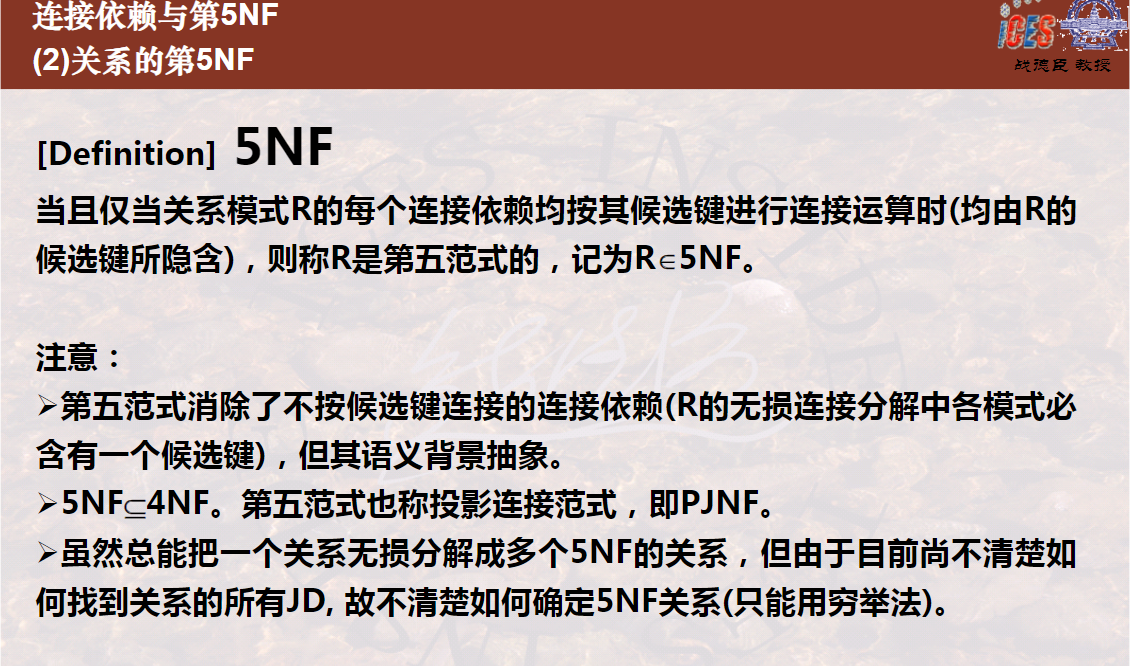 连接依赖与第5NF
(2)关系的第5NF
iCES
战德臣 教授
[Definition] 5NF
当且仅当关系模式R的每个连接依赖均按其候选键进行连接运算时(均由R的
候选键所隐含)，则称R是第五范式的，记为R∈5NF。
注意：
➢第五范式消除了不按候选键连接的连接依赖(R的无损连接分解中各模式必
含有一个候选键)，但其语义背景抽象。
➢5NF⊆4NF。第五范式也称投影连接范式，即PJNF。
➢虽然总能把一个关系无损分解成多个5NF的关系，但由于目前尚不清楚如
何找到关系的所有JD, 故不清楚如何确定5NF关系(只能用穷举法)。